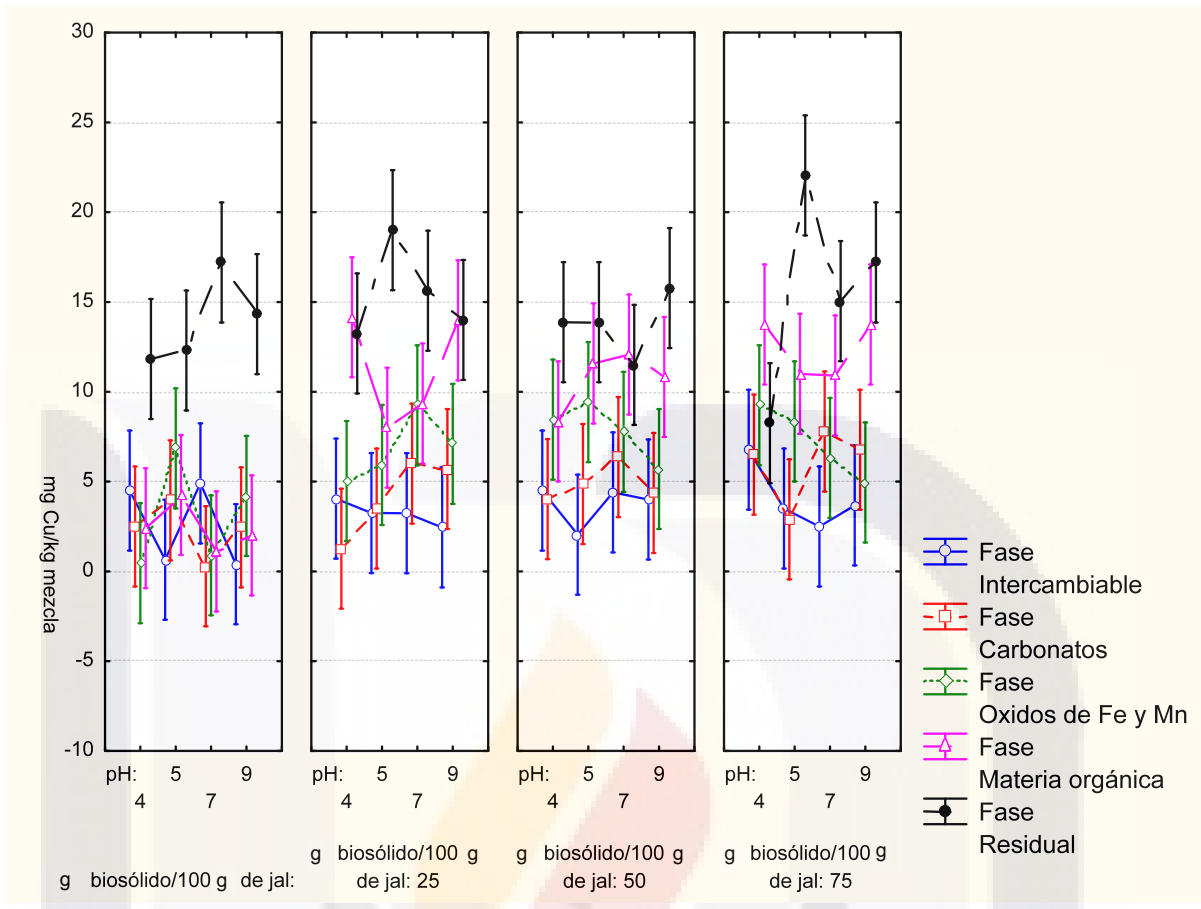 30
25
20
15
10
5
0
-5
-10
mg Cu/kg mezcla
pH: 5 9
4 7
pH: 5 9
4 7
pH: 5 9
4 7
pH: 5 9
4 7
g biosólido/100 g de jal:
g biosólido/100 g
de jal: 25
g biosólido/100 g
de jal: 50
g biosólido/100 g
de jal: 75
Fase
Intercambiable
Fase
Carbonatos
Fase
Oxidos de Fe y Mn
Fase
Materia orgánica
Fase
Residual